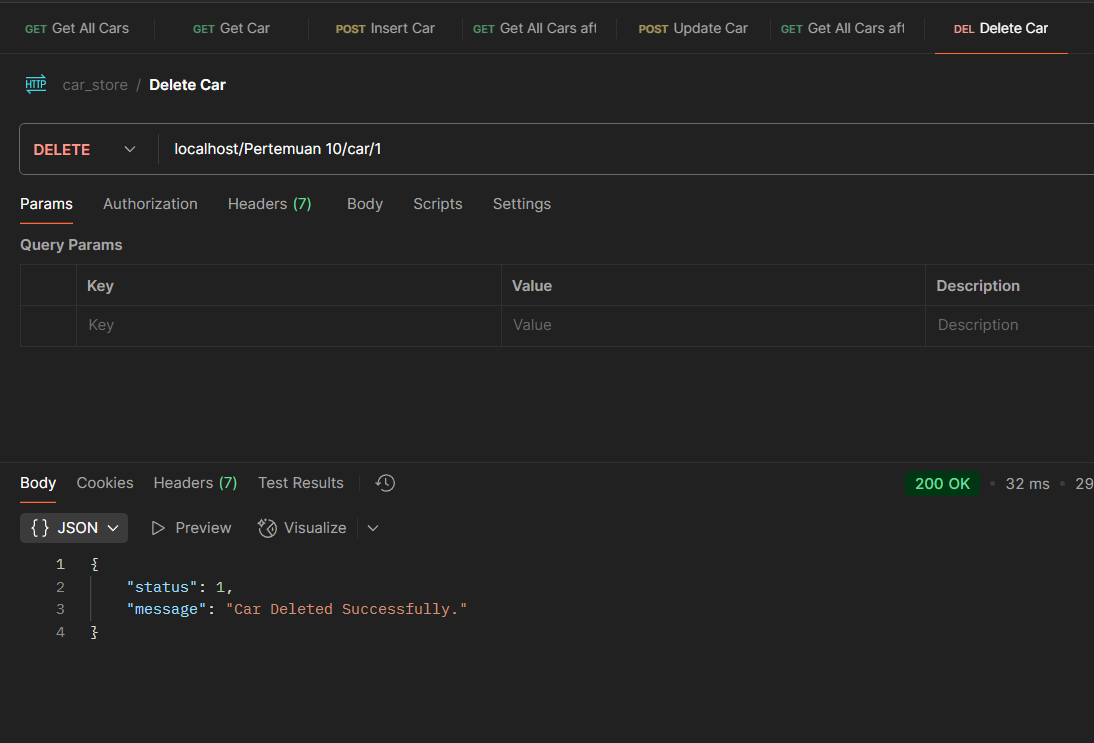 GET Get All Cars GET Get Car POST Insert Car GET Get All Cars aft POST Update Car GET Get All Cars aft DEL Delete Car
HTTP car_store / Delete Car
DELETE localhost/Pertemuan 10/car/1
Params Authorization Headers (7) Body Scripts Settings
Query Params
Key Value Description
Key Value Description
Body Cookies Headers (7) Test Results 200 OK • 32 ms • 29
{} JSON Preview Visualize
1 {
2 "status": 1,
3 "message": "Car Deleted Successfully."
4 }